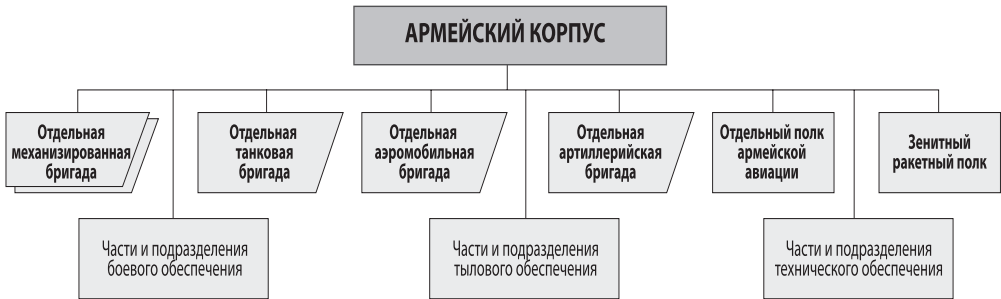 АРМЕЙСКИЙ КОРПУС
Отдельная
механизированная
бригада
Отдельная
танковая
бригада
Отдельная
аэромобильная
бригада
Отдельная
артиллерийская
бригада
Отдельный полк
армейской
авиации
Зенитный
ракетный полк
Части и подразделения
боевого обеспечения
Части и подразделения
тылового обеспечения
Части и подразделения
технического обеспечения